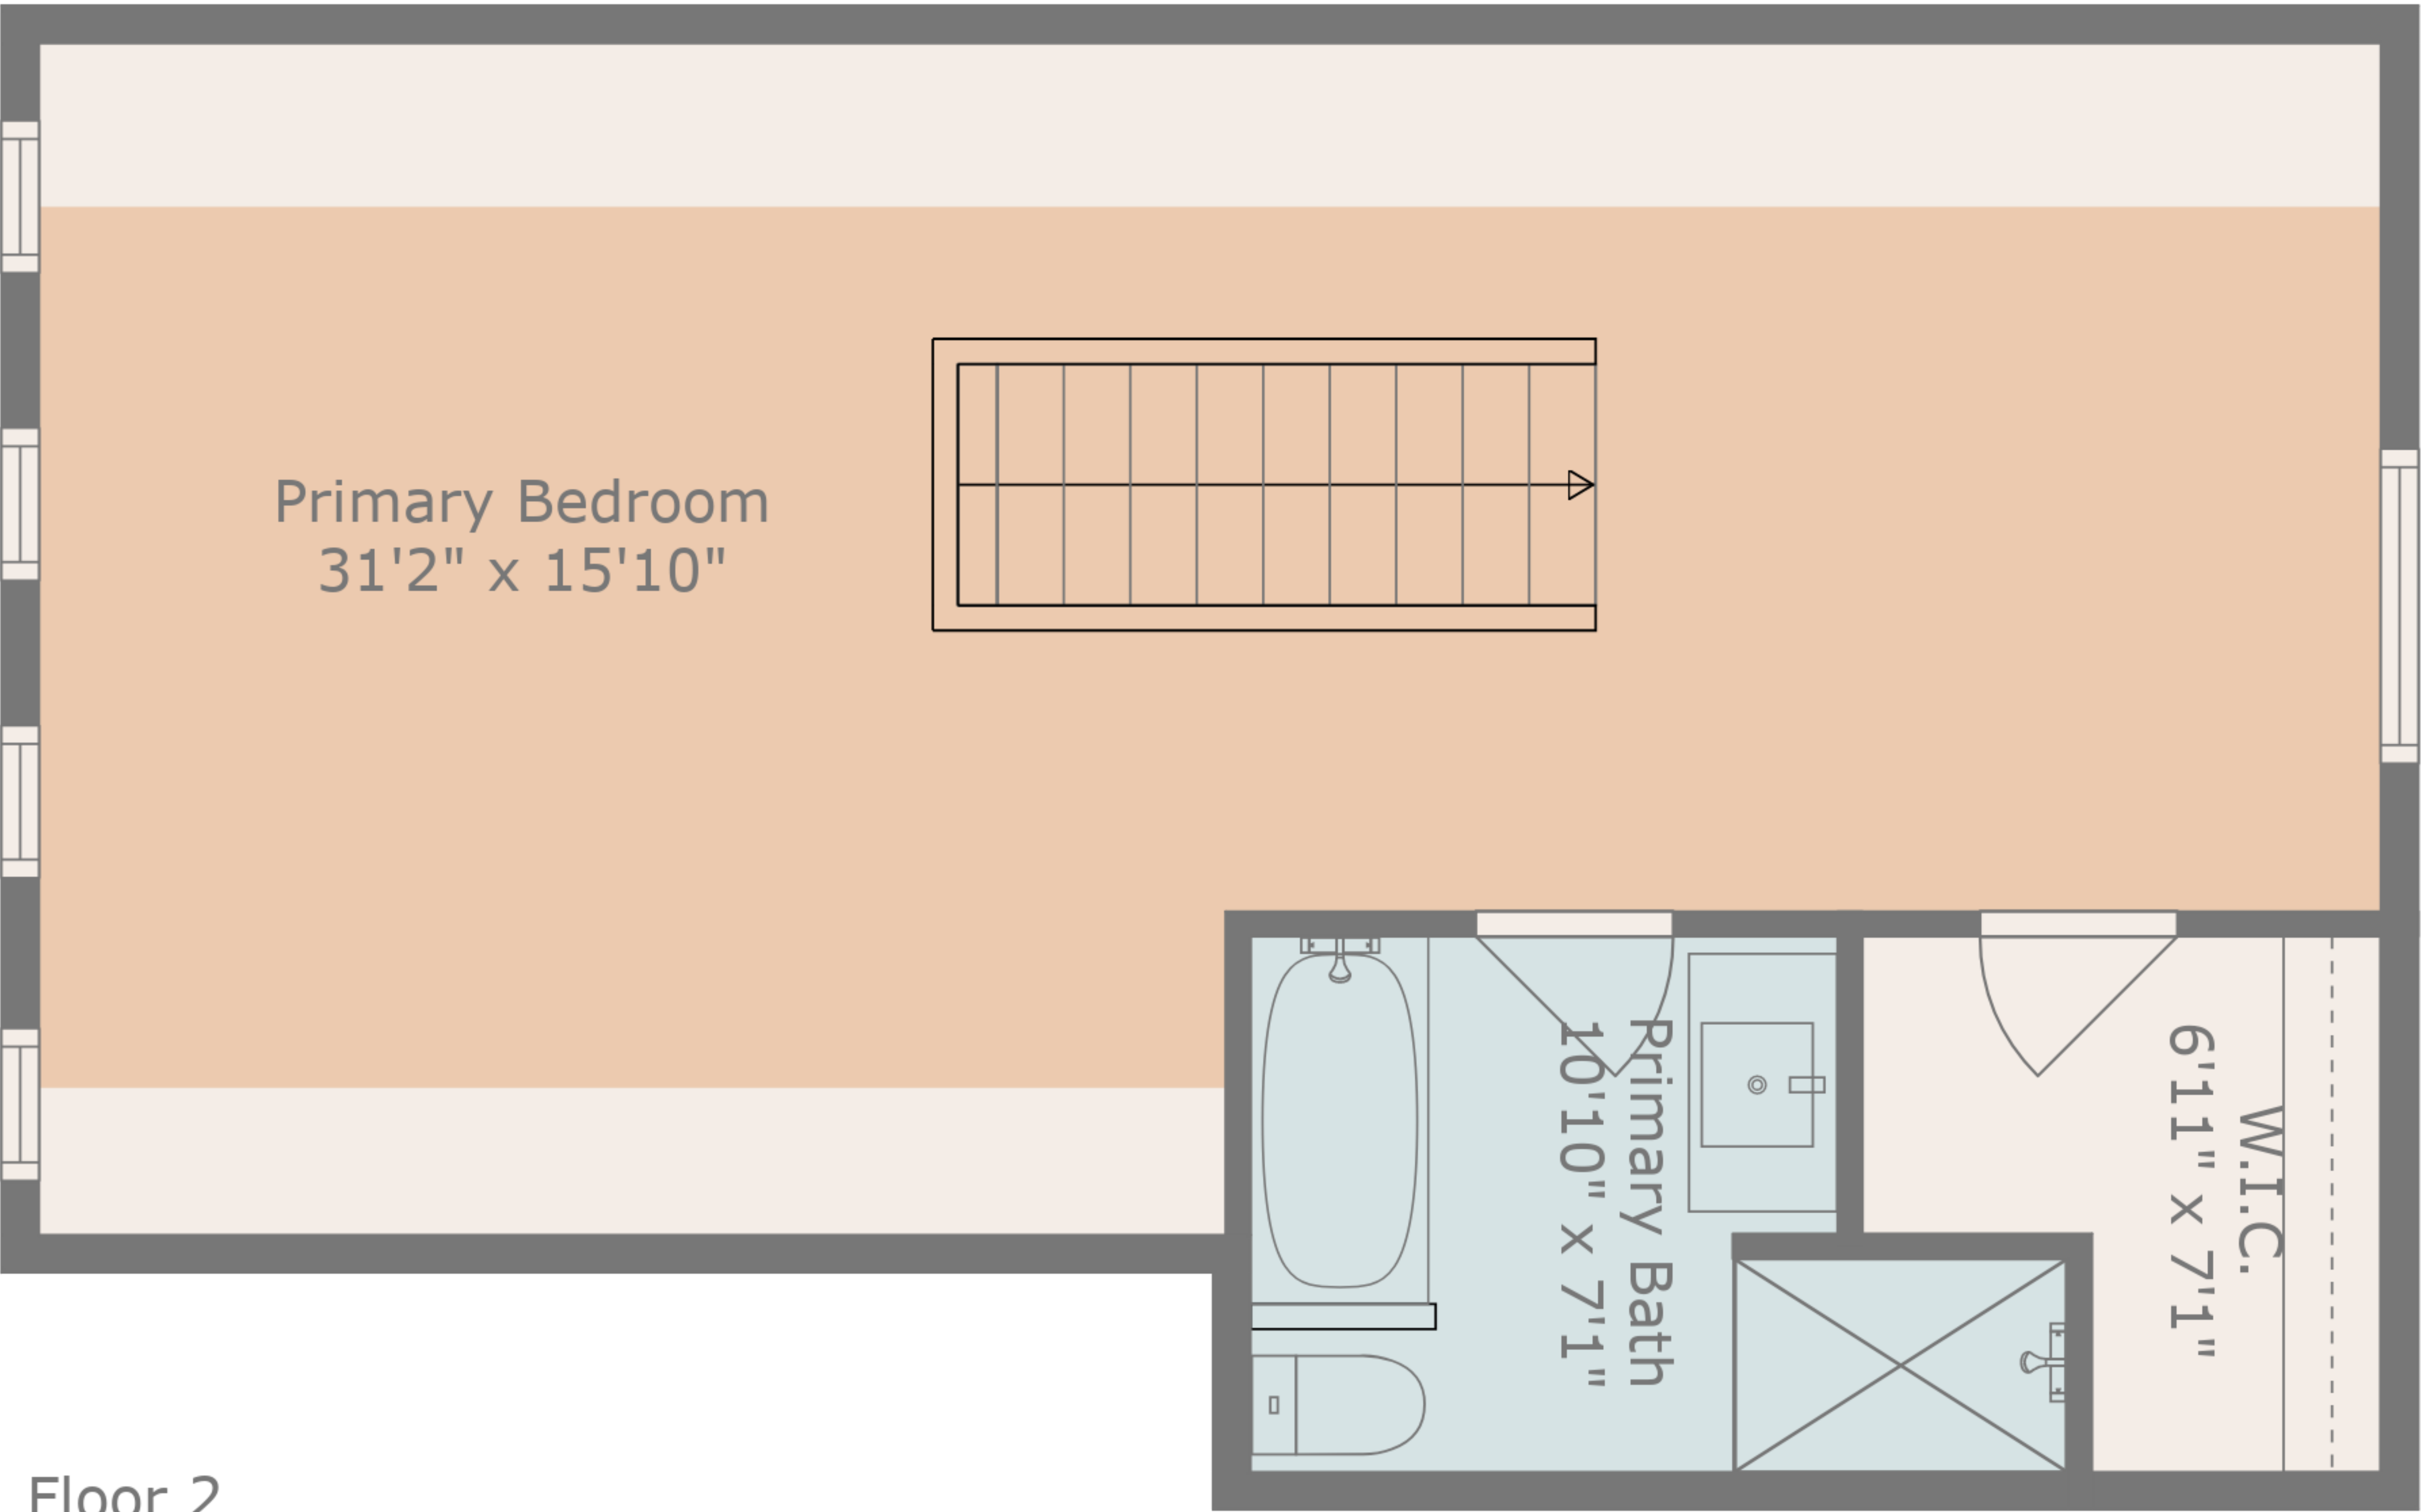 Primary Bedroom
31'2" x 15'10"
Primary Bath
10'10" x 7'1"
W.I.C.
6'11" x 7'1"
Floor 2